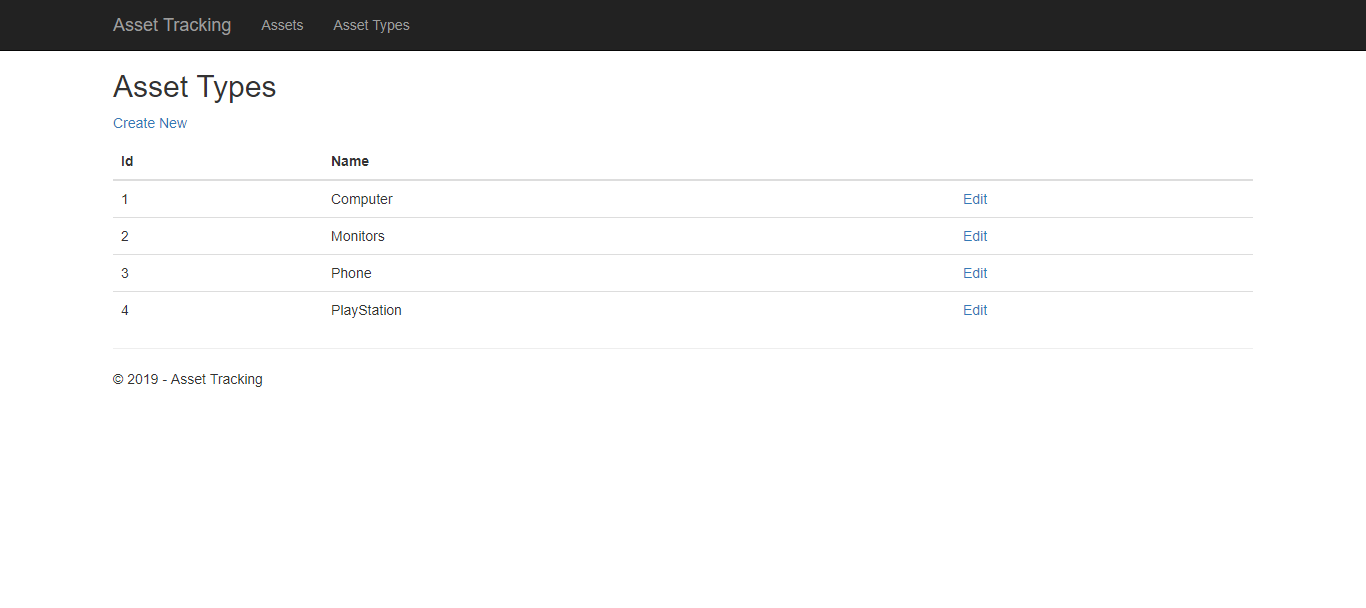 Asset Tracking Assets Asset Types
Asset Types
Create New
Id Name
1 Computer Edit
2 Monitors Edit
3 Phone Edit
4 PlayStation Edit
© 2019 - Asset Tracking